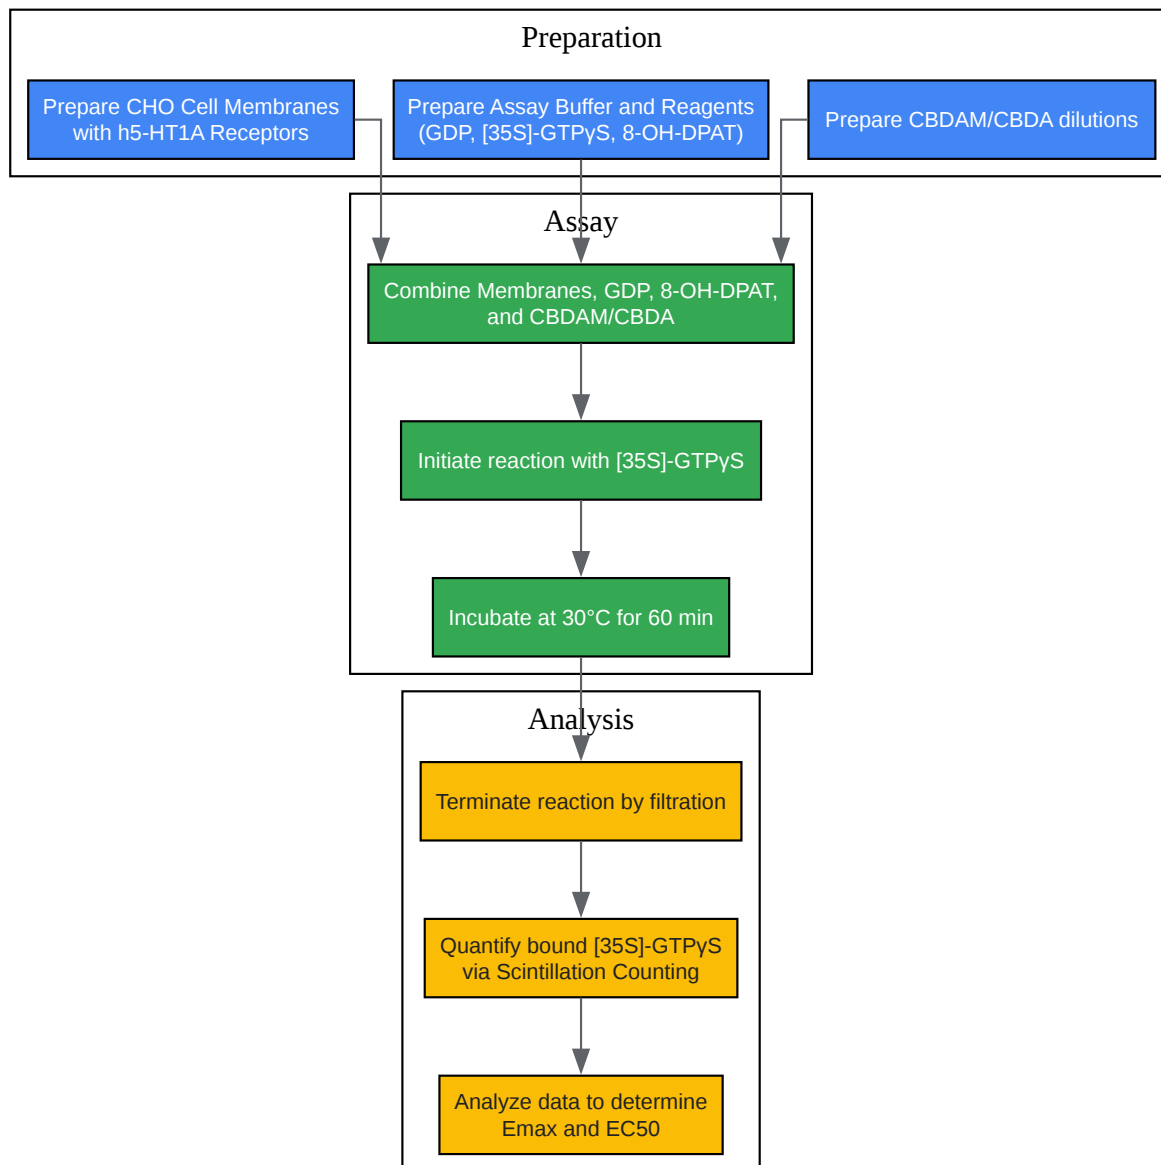 Preparation
Prepare CHO Cell Membranes
with h5-HT1A Receptors
Prepare Assay Buffer and Reagents
(GDP, [35S]-GTPγS, 8-OH-DPAT)
Prepare CBDAM/CBDA dilutions
Assay
Combine Membranes, GDP, 8-OH-DPAT,
and CBDAM/CBDA
Initiate reaction with [35S]-GTPγS
Incubate at 30°C for 60 min
Analysis
Terminate reaction by filtration
Quantify bound [35S]-GTPγS
via Scintillation Counting
Analyze data to determine
Emax and EC50